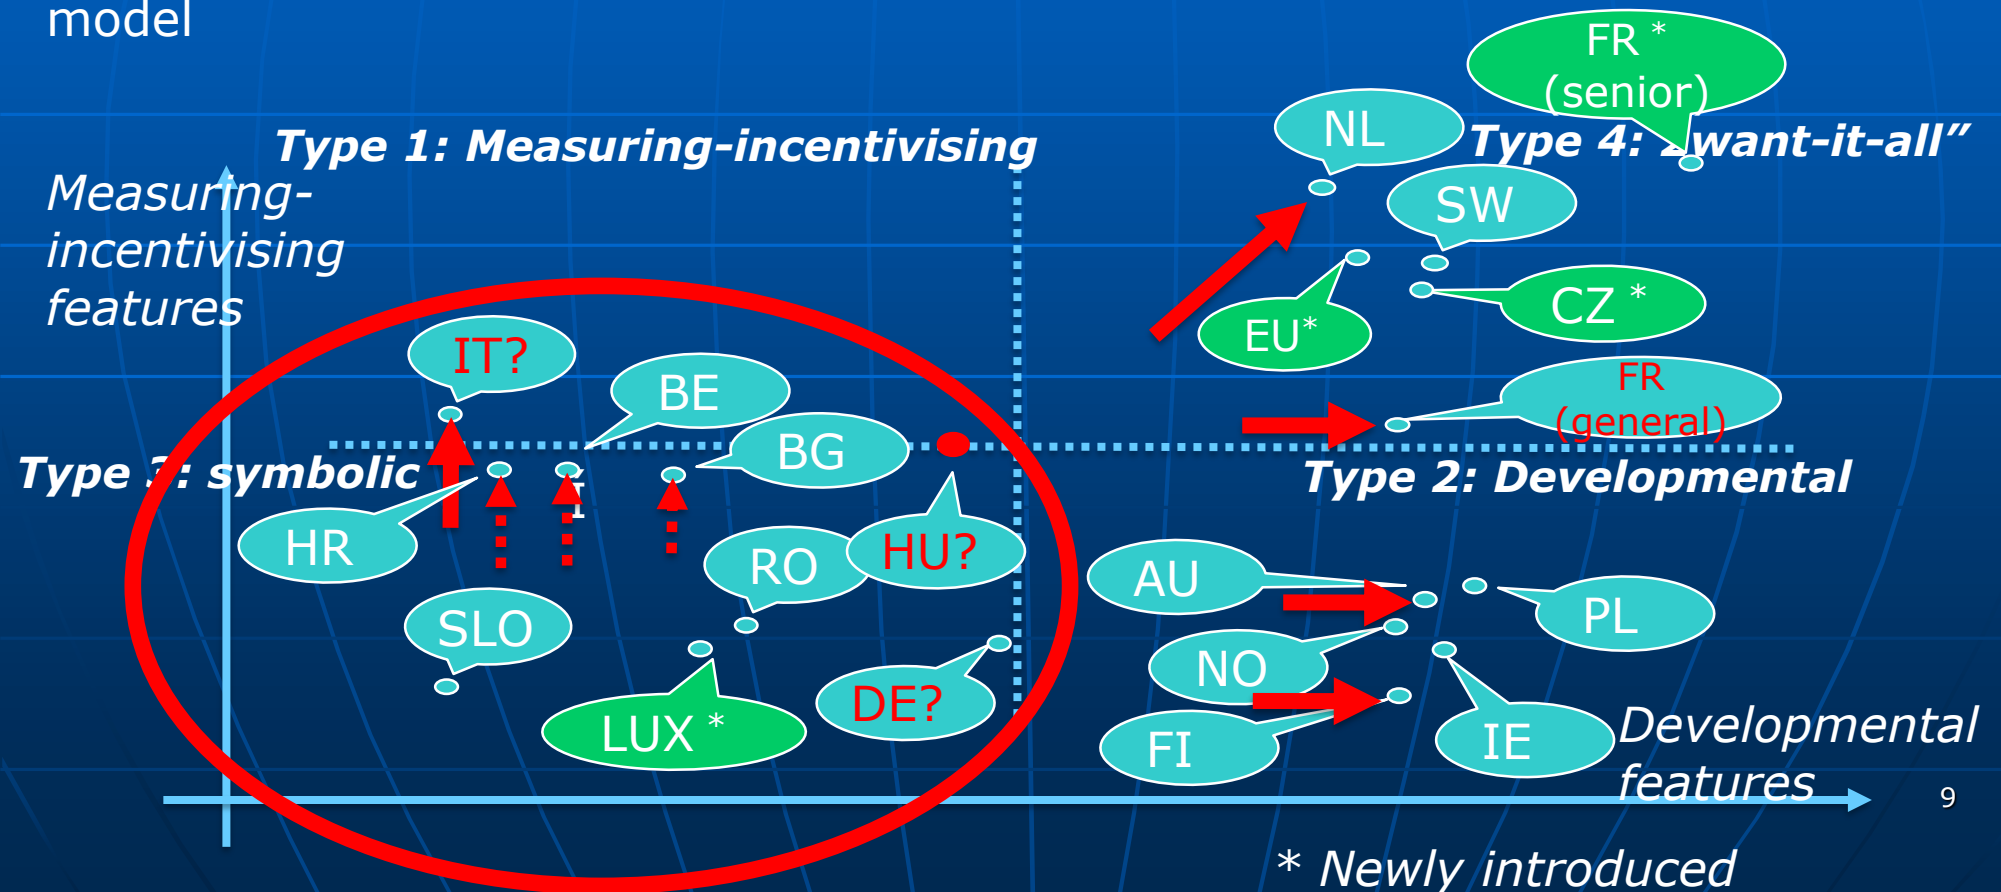 model
FR *
(senior)
NL
Type 1: Measuring-incentivising
want-it-all”
Type 4:
Measuring-
incentivising
features
SW
CZ *
EU*
IT?
BE
FR
(general)
BG
Type 3: symbolic
Type 2: Developmental
HR
RO
HU?
AU
SLO
PL
NO
LUX *
DE?
FI
IE
Developmental
features
9
* Newly introduced